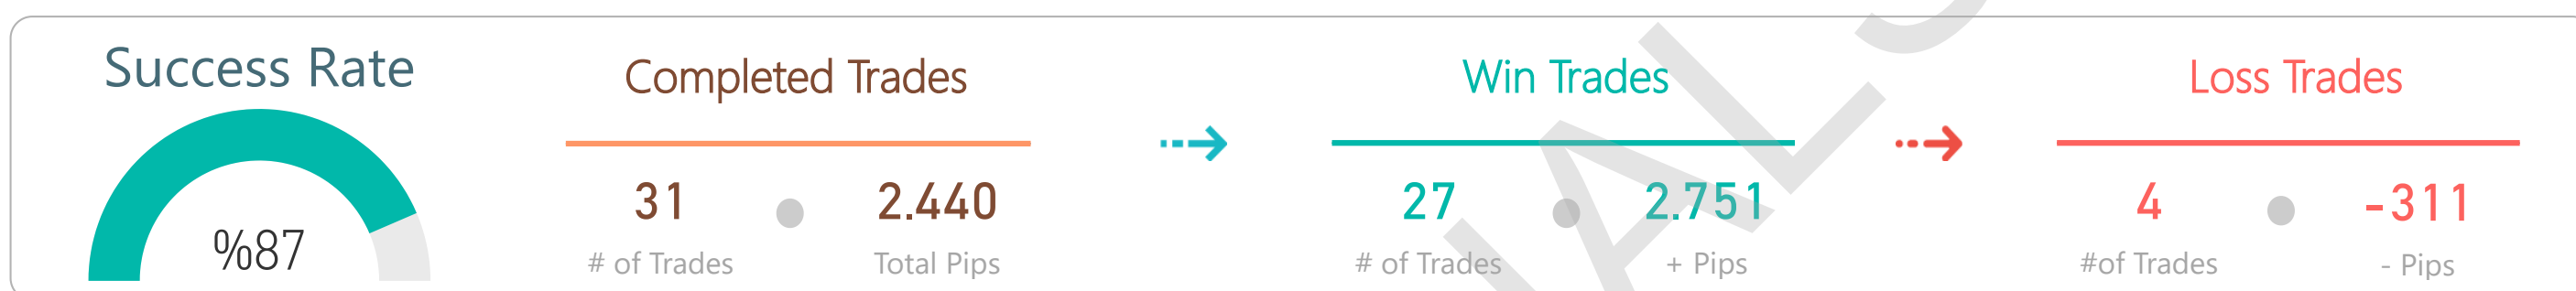 Success Rate
%87
Completed Trades
31
2.440
# of Trades
Total Pips
Win Trades
27
2.751
# of Trades
+ Pips
Loss Trades
4
-311
#of Trades
- Pips